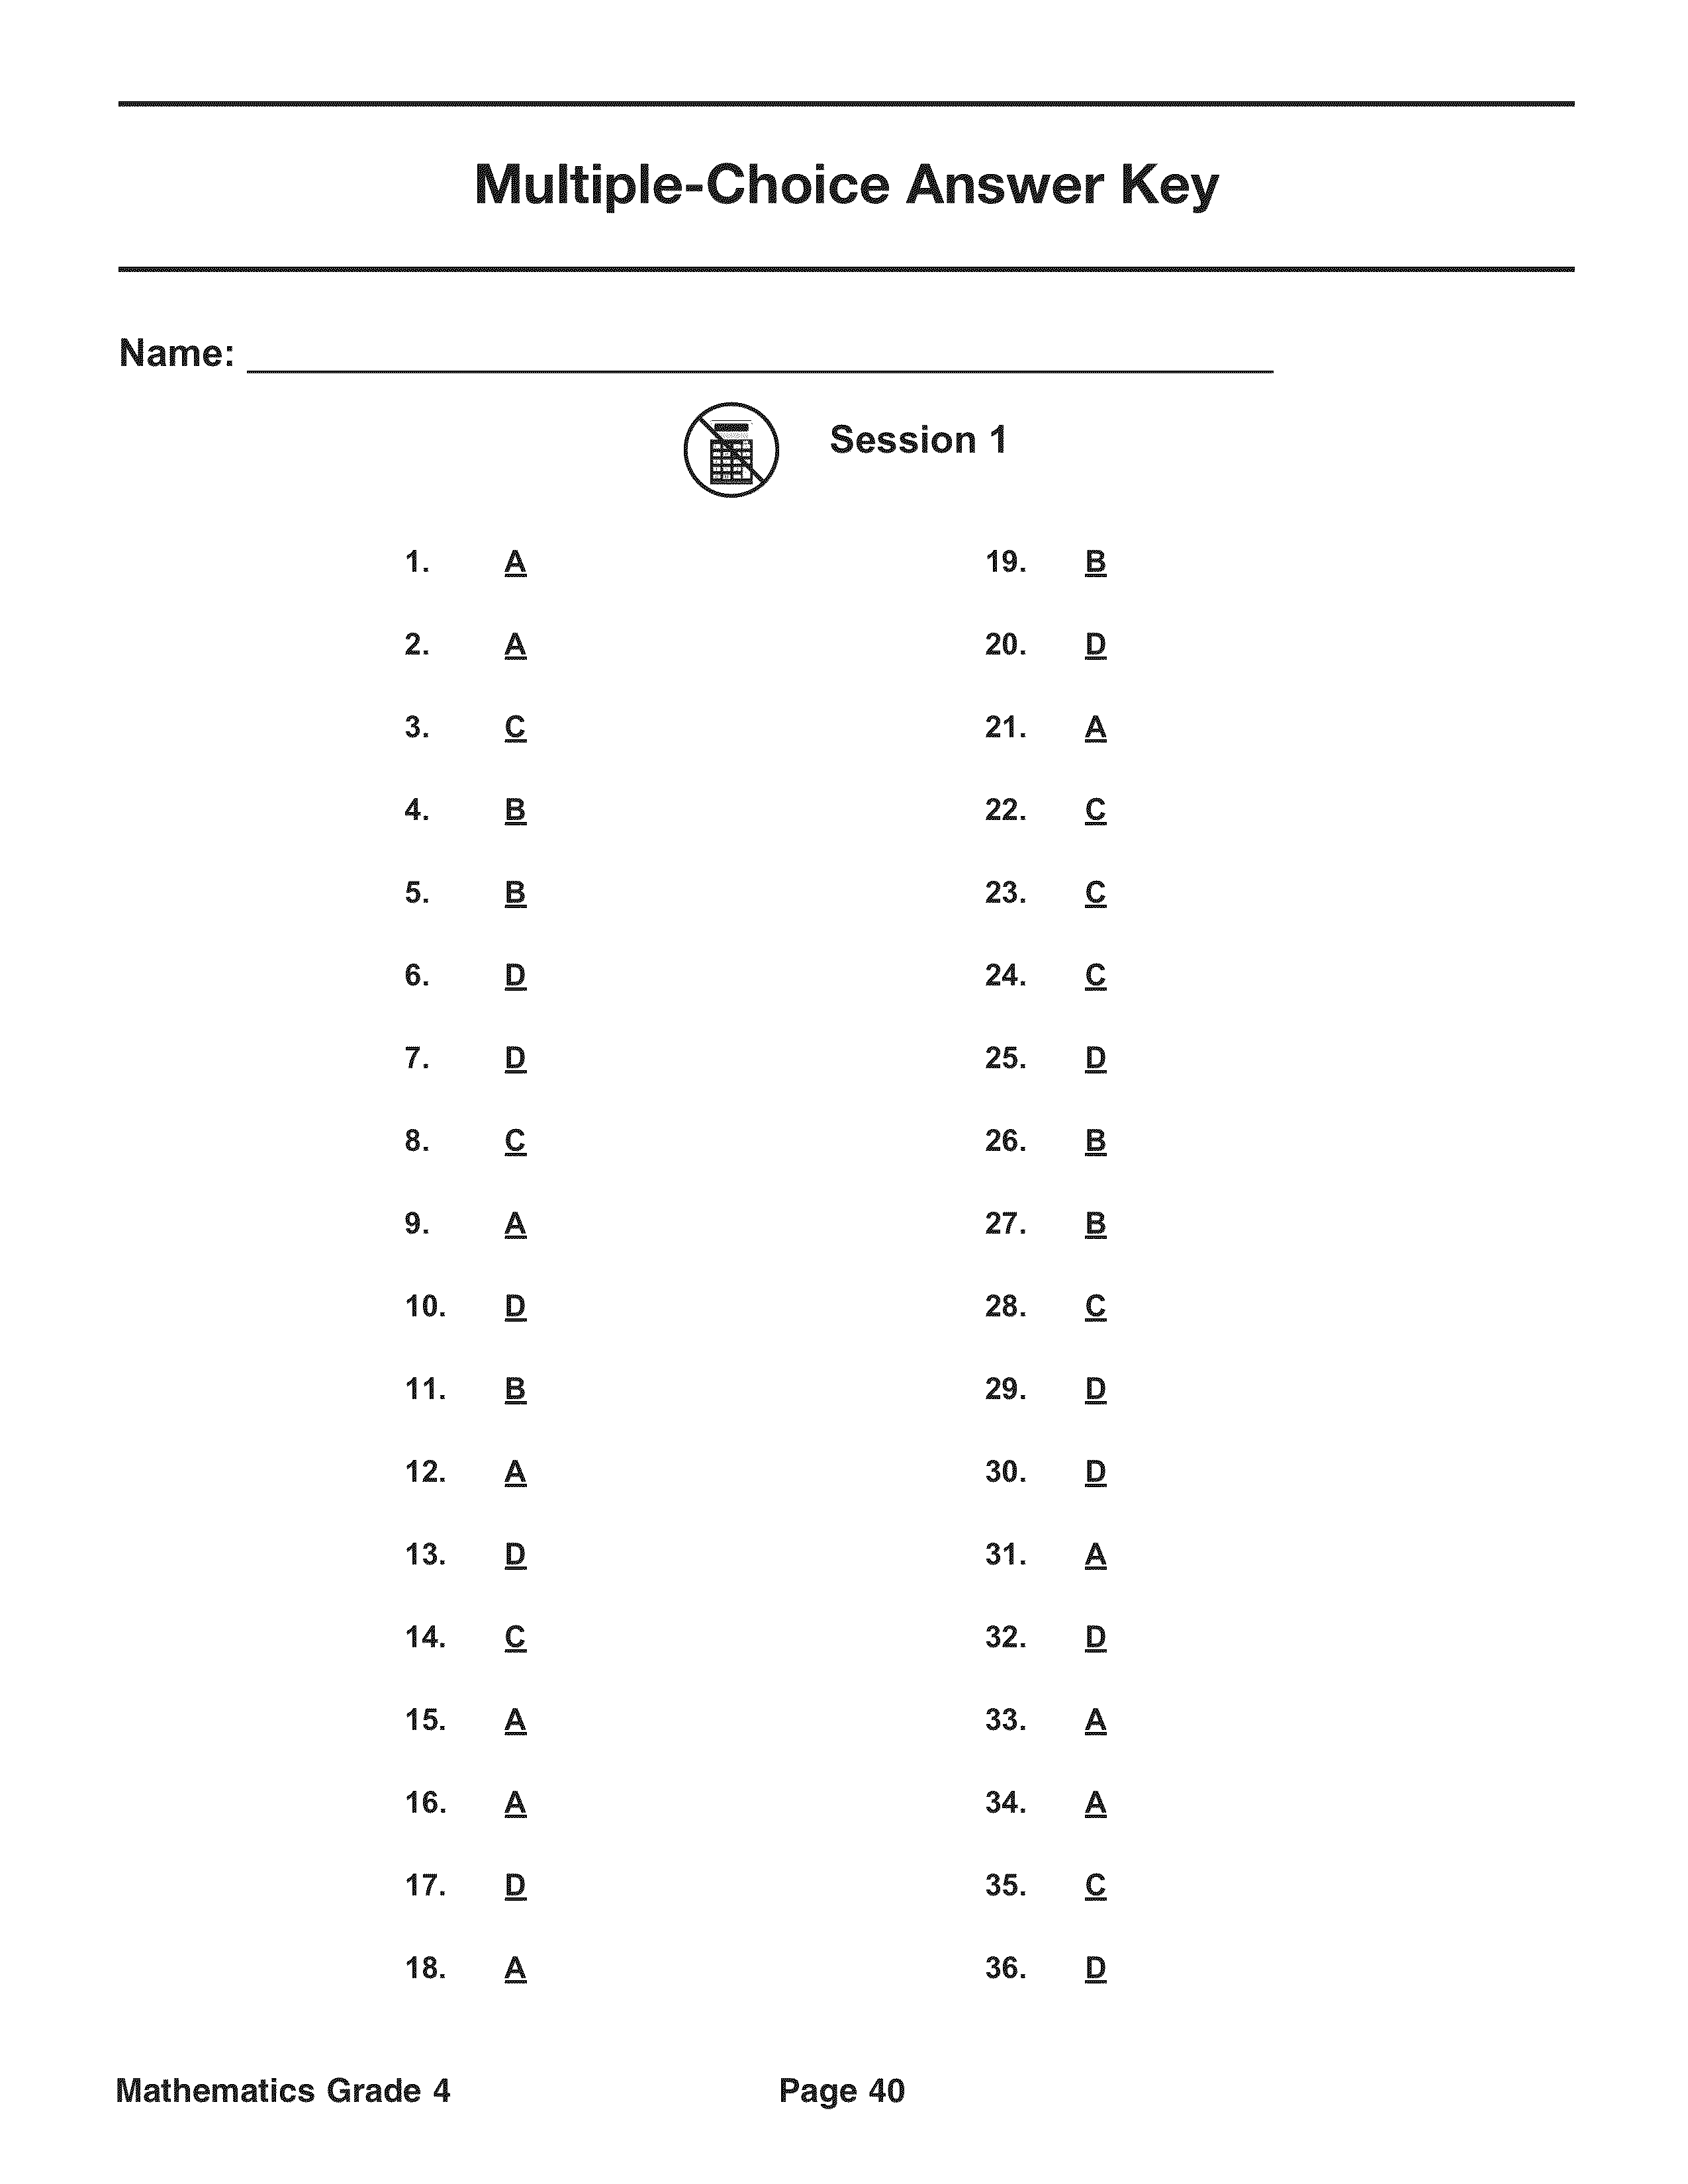 Multiple-Choice Answer Key
Name:
Session 1
1. A
2. A
3. C
4. B
5. B
6. D
7. D
8. C
9. A
10. D
11. B
12. A
13. D
14. C
15. A
16. A
17. D
18. A
19. B
20. D
21. A
22. C
23. C
24. C
25. D
26. B
27. B
28. C
29. D
30. D
31. A
32. D
33. A
34. A
35. C
36. D
Mathematics Grade 4 Page 40